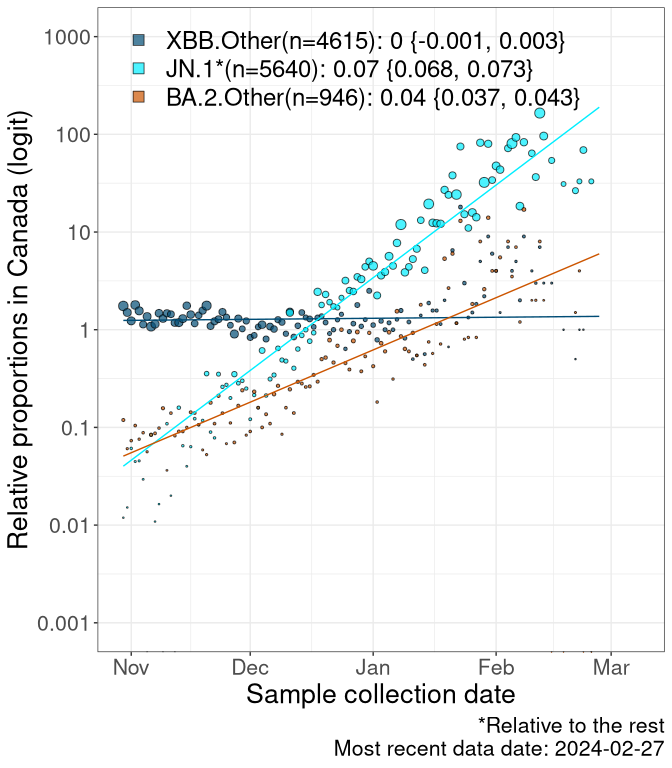 1000
100
10
1
0.1
0.01
0.001
Relative proportions in Canada (logit)
XBB.Other(n=4615): 0 {-0.001, 0.003}
JN.1*(n=5640): 0.07 {0.068, 0.073}
BA.2.Other(n=946): 0.04 {0.037, 0.043}
Nov Dec Jan Feb Mar
Sample collection date
*Relative to the rest
Most recent data date: 2024-02-27